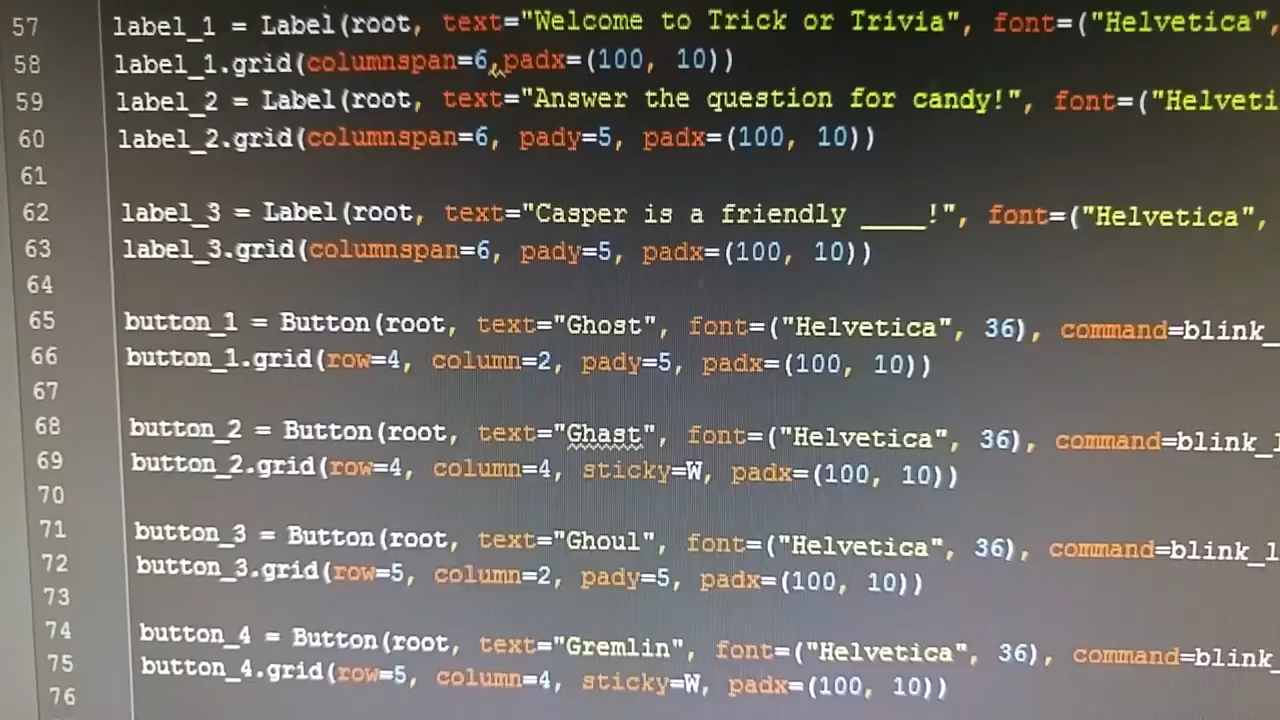 57 label_1 = Label(root, text="Welcome to Trick or Trivia", font=("Helvetica",
58 label_1.grid(columnspan=6,padx=(100, 10))
59 label_2 = Label(root, text="Answer the question for candy!", font=("Helveti
60 label_2.grid(columnspan=6, pady=5, padx=(100, 10))
61
62 label_3 = Label(root, text="Casper is a friendly ____!", font=("Helvetica",
63 label_3.grid(columnspan=6, pady=5, padx=(100, 10))
64
65 button_1 = Button(root, text="Ghost", font=("Helvetica", 36), command=blink_
66 button_1.grid(row=4, column=2, pady=5, padx=(100, 10))
67
68 button_2 = Button(root, text="Ghast", font=("Helvetica", 36), command=blink_l
69 button_2.grid(row=4, column=4, sticky=W, padx=(100, 10))
70
71 button_3 = Button(root, text="Ghoul", font=("Helvetica", 36), command=blink_l
72 button_3.grid(row=5, column=2, pady=5, padx=(100, 10))
73
74 button_4 = Button(root, text="Gremlin", font=("Helvetica", 36), command=blink_
75 button_4.grid(row=5, column=4, sticky=W, padx=(100, 10))
76